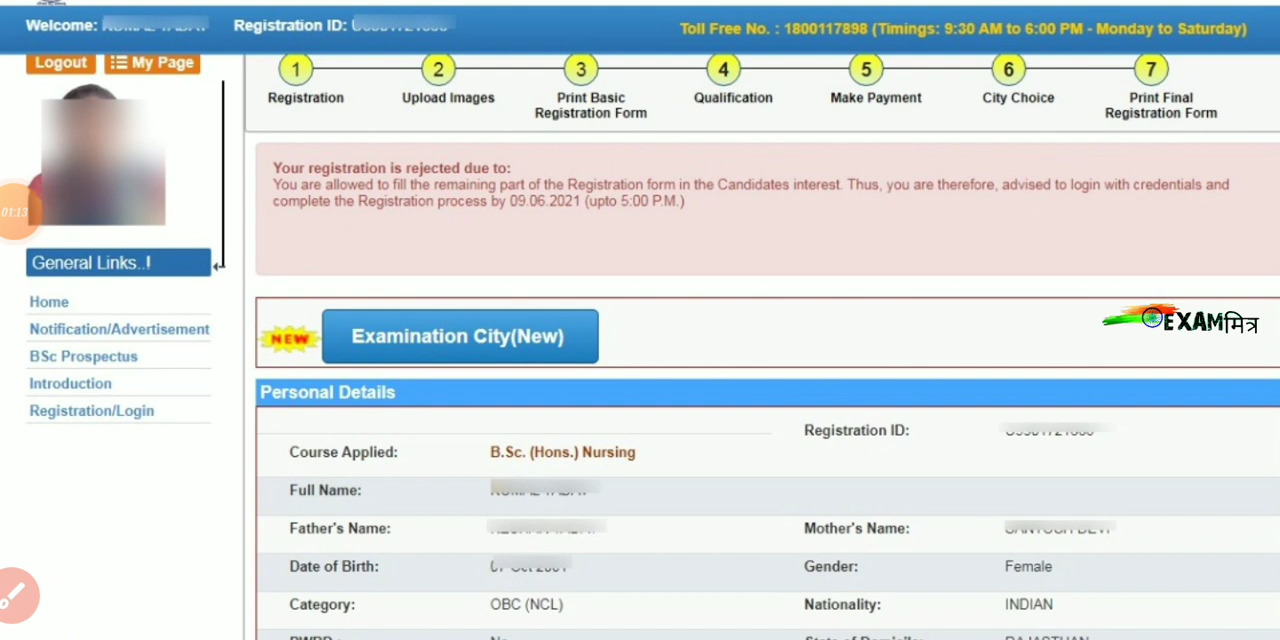 Welcome:
Registration ID:
Toll Free No. : 1800117898 (Timings: 9:30 AM to 6:00 PM - Monday to Saturday)
Logout
My Page
1
2
3
4
5
6
7
Registration
Upload Images
Print Basic
Registration Form
Qualification
Make Payment
City Choice
Print Final
Registration Form
Your registration is rejected due to:
You are allowed to fill the remaining part of the Registration form in the Candidates interest. Thus, you are therefore, advised to login with credentials and
complete the Registration process by 09.06.2021 (upto 5:00 P.M.)
01:13
General Links..!
Home
Notification/Advertisement
BSc Prospectus
Introduction
Registration/Login
NEW
Examination City(New)
EXAMमित्र
Personal Details
Registration ID:
Course Applied: B.Sc. (Hons.) Nursing
Full Name:
Father's Name:
Mother's Name:
Date of Birth:
Gender: Female
Category: OBC (NCL)
Nationality: INDIAN